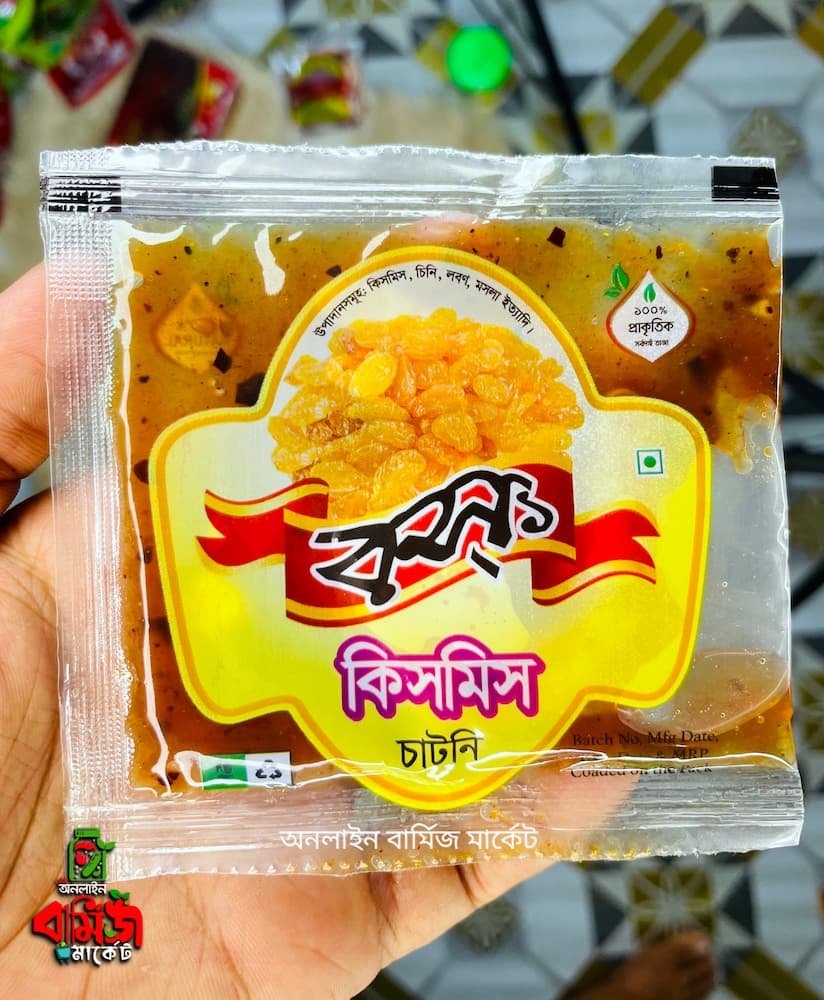 উপাদানসমূহ: কিসমিস, চিনি, লবণ, মসলা ইত্যাদি।
১০০%
প্রাকৃতিক
কিসমিস
চাটনি
Batch No, Mfg Date,
& MRP
Coaded on the Pack
অনলাইন বার্মিজ মার্কেট
অনলাইন
বার্মিজ
মার্কেট